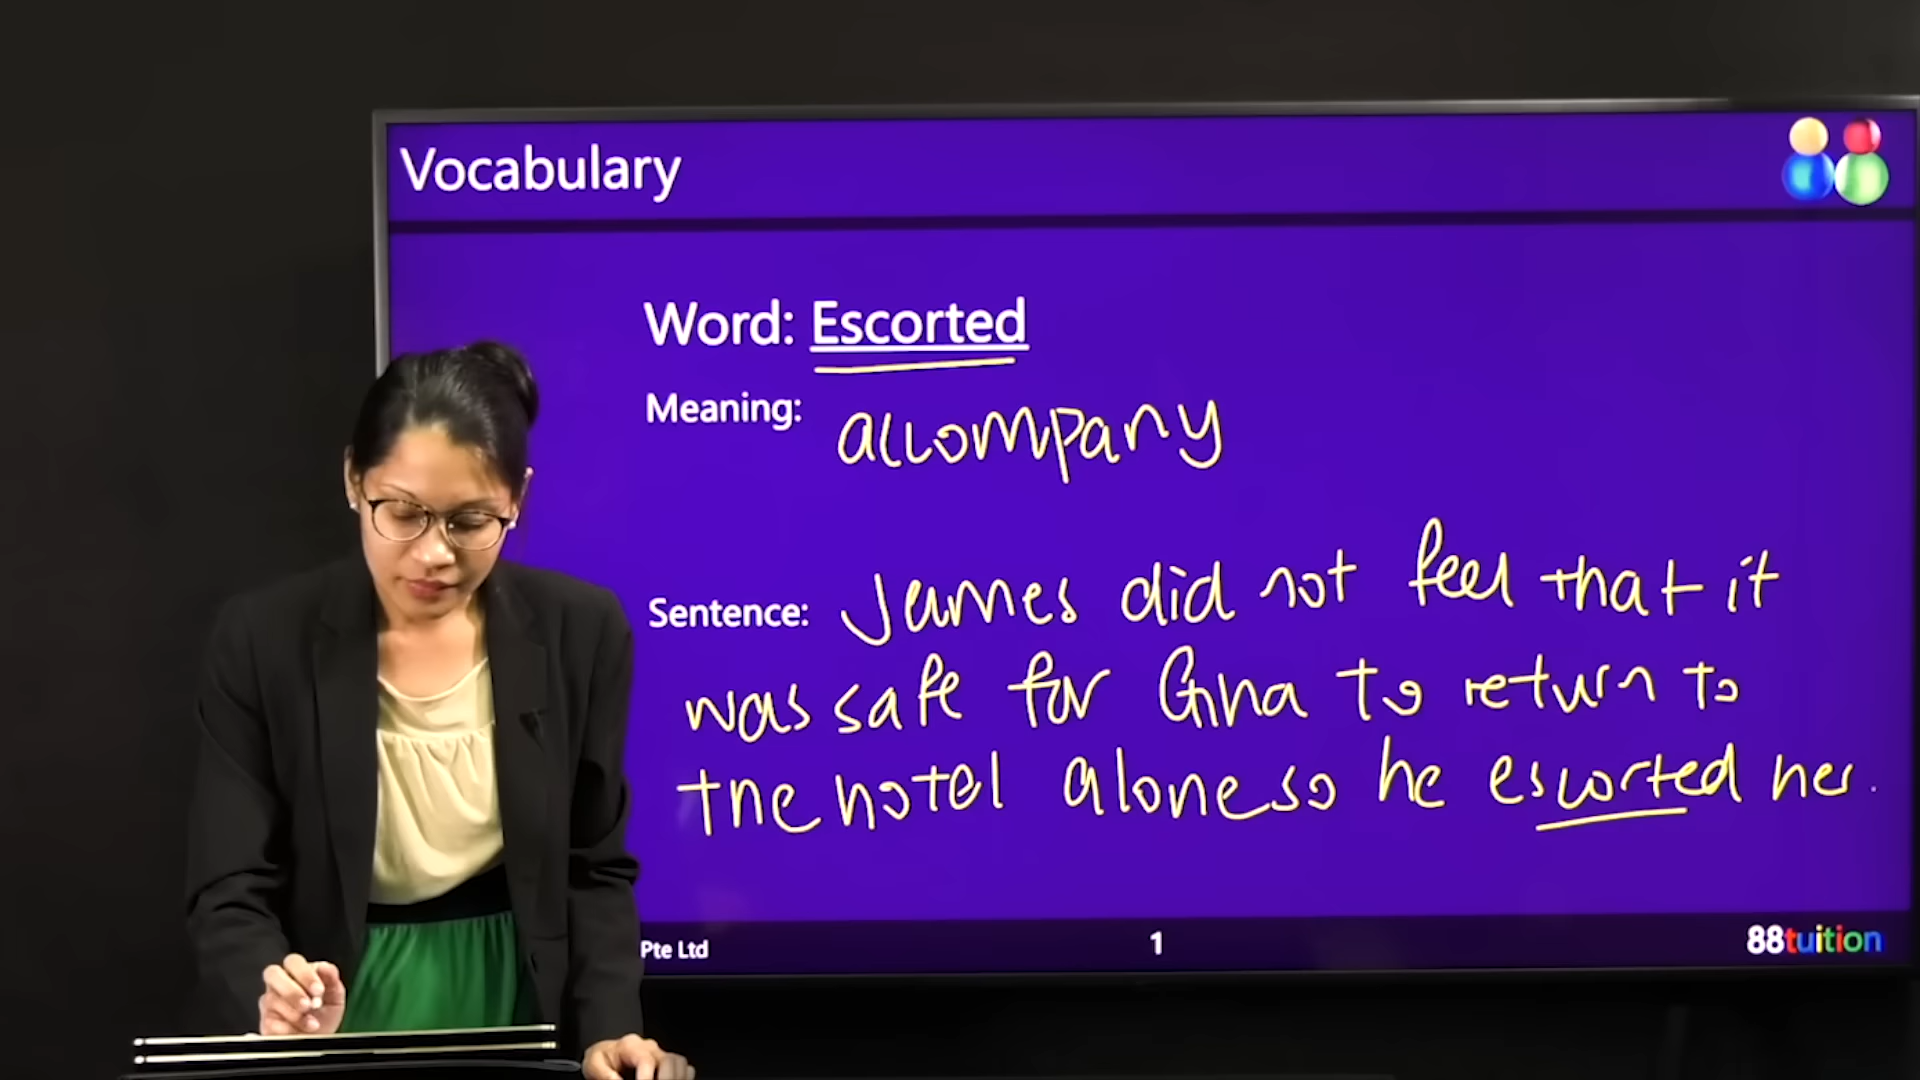 Vocabulary
Word: Escorted
Meaning: accompany
Sentence: James did not feel that it
was safe for Gina to return to
the hotel alone so he escorted her.
Pte Ltd
1
88tuition